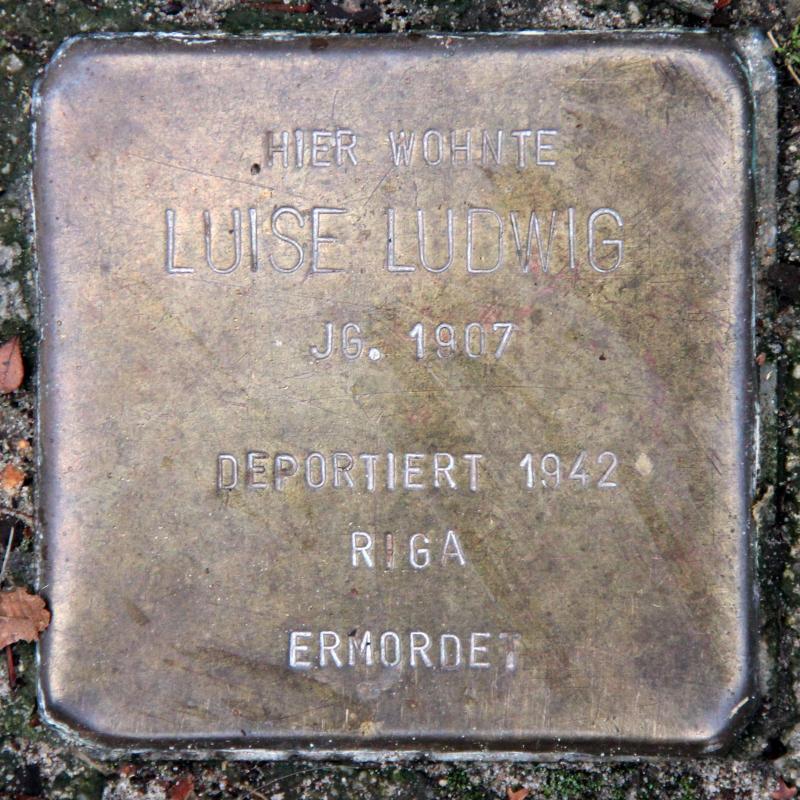 HIER WOHNTE
LUISE LUDWIG
JG. 1907
DEPORTIERT 1942
RIGA
ERMORDET